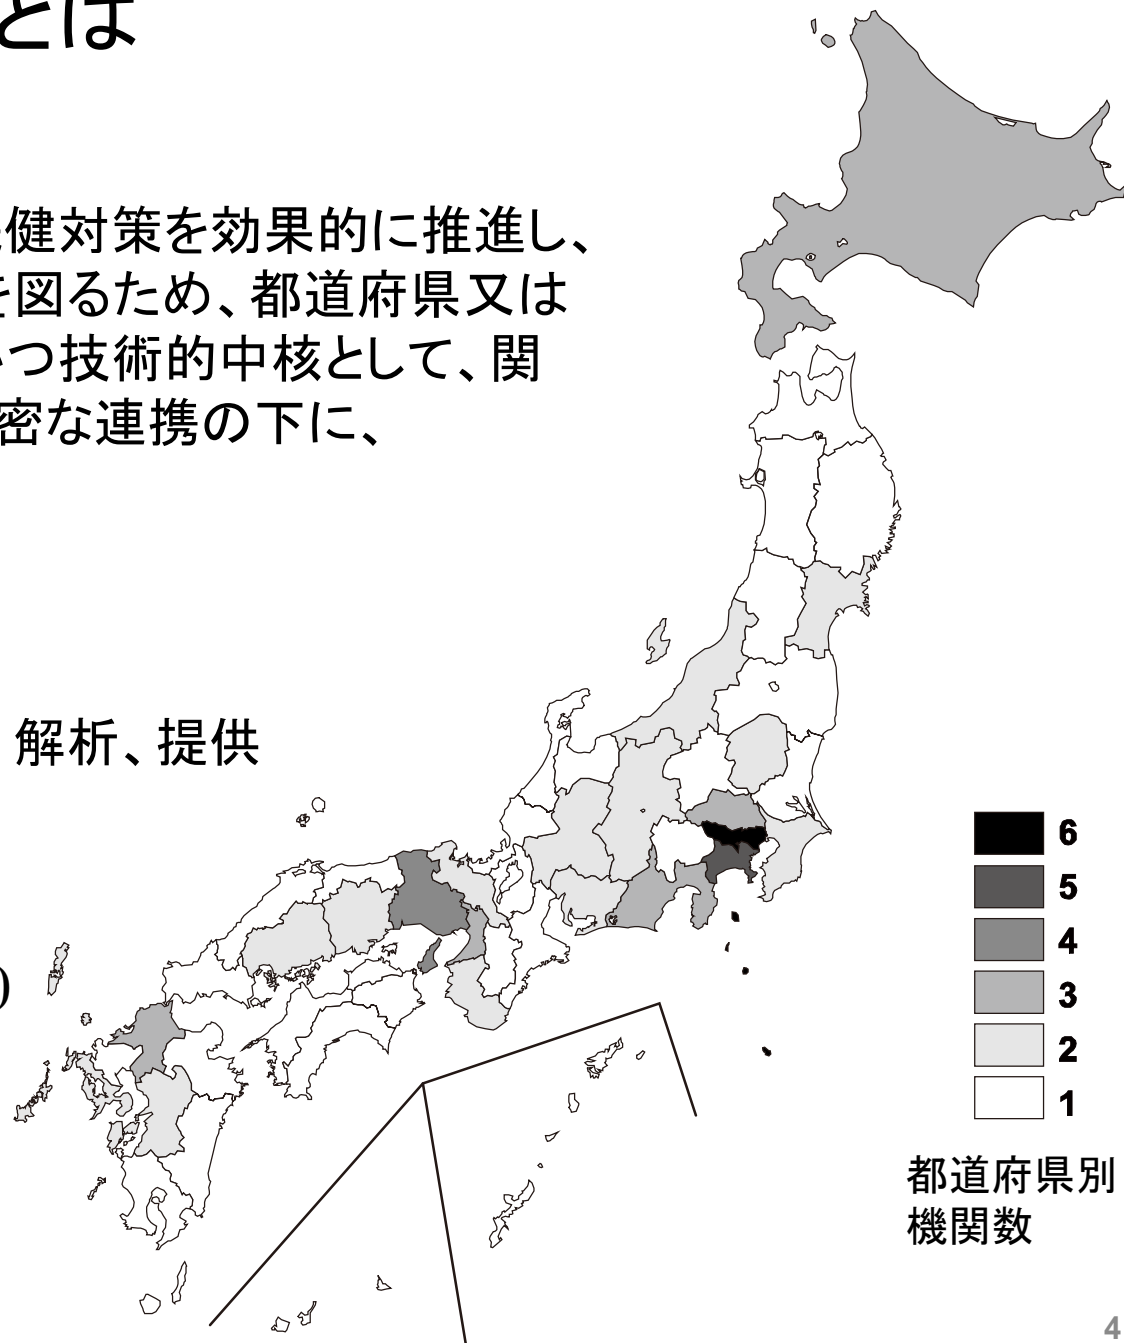 とは
健対策を効果的に推進し、
を図るため、都道府県又は
つ技術的中核として、関
密な連携の下に、
解析、提供
)
6
5
4
3
2
1
都道府県別
機関数
4